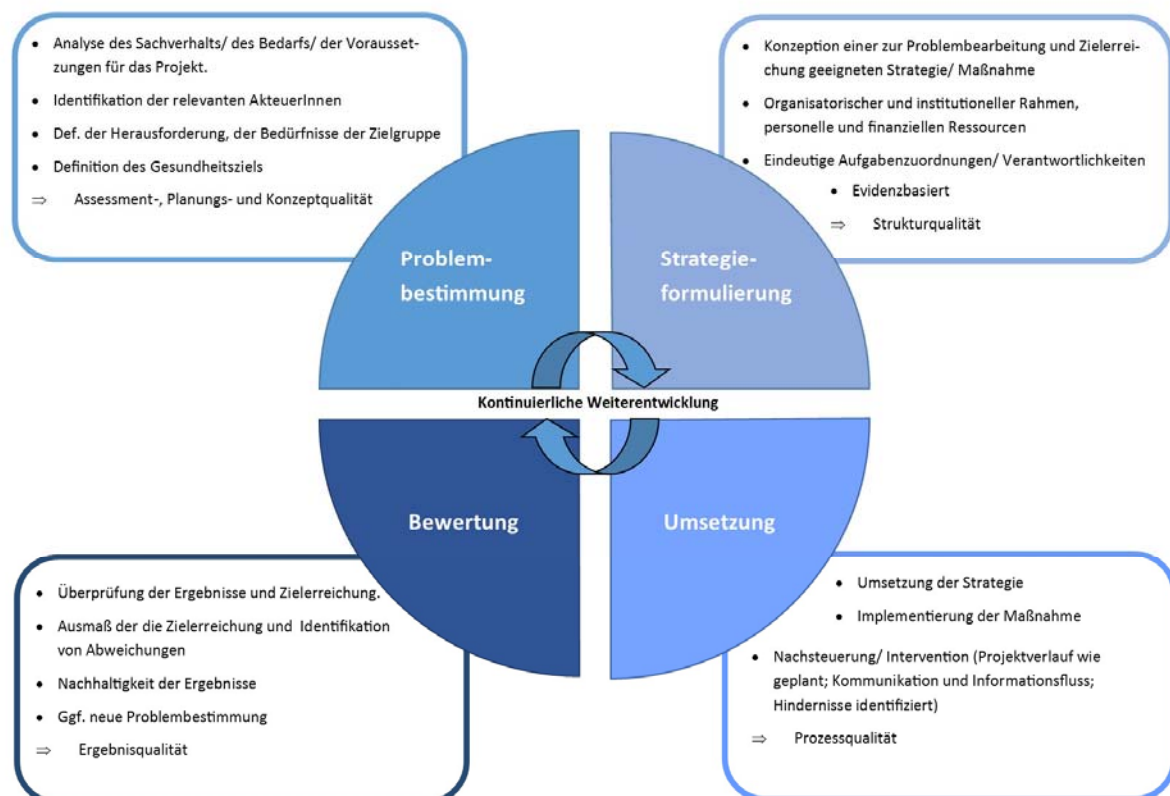 • Analyse des Sachverhalts/ des Bedarfs/ der Vorausset-
zungen für das Projekt.
• Identifikation der relevanten AkteuerInnen
• Def. der Herausforderung, der Bedürfnisse der Zielgruppe
• Definition des Gesundheitsziels
⇒ Assessment-, Planungs- und Konzeptqualität
• Konzeption einer zur Problembearbeitung und Zielerrei-
chung geeigneten Strategie/ Maßnahme
• Organisatorischer und institutioneller Rahmen,
personelle und finanziellen Ressourcen
• Eindeutige Aufgabenzuordnungen/ Verantwortlichkeiten
• Evidenzbasiert
⇒ Strukturqualität
Problem-
bestimmung
Strategie-
formulierung
Kontinuierliche Weiterentwicklung
Bewertung
Umsetzung
• Überprüfung der Ergebnisse und Zielerreichung.
• Ausmaß der die Zielerreichung und Identifikation
von Abweichungen
• Nachhaltigkeit der Ergebnisse
• Ggf. neue Problembestimmung
⇒ Ergebnisqualität
• Umsetzung der Strategie
• Implementierung der Maßnahme
• Nachsteuerung/ Intervention (Projektverlauf wie
geplant; Kommunikation und Informationsfluss;
Hindernisse identifiziert)
⇒ Prozessqualität